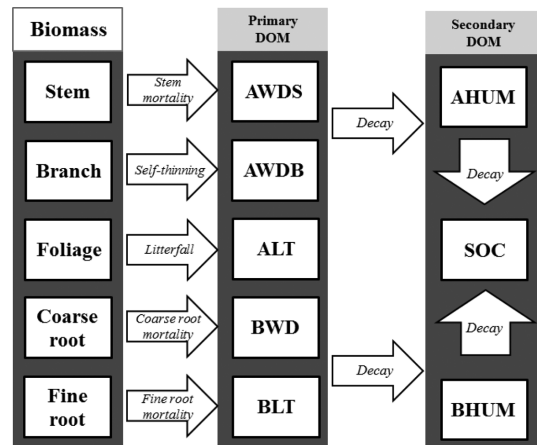 Biomass
Primary
DOM
Secondary
DOM
Stem
Stem
mortality
AWDS
Decay
AHUM
Branch
Self-thinning
AWDB
Decay
Foliage
Litterfall
ALT
SOC
Coarse
root
Coarse root
mortality
BWD
Decay
Fine
root
Fine root
mortality
BLT
Decay
BHUM